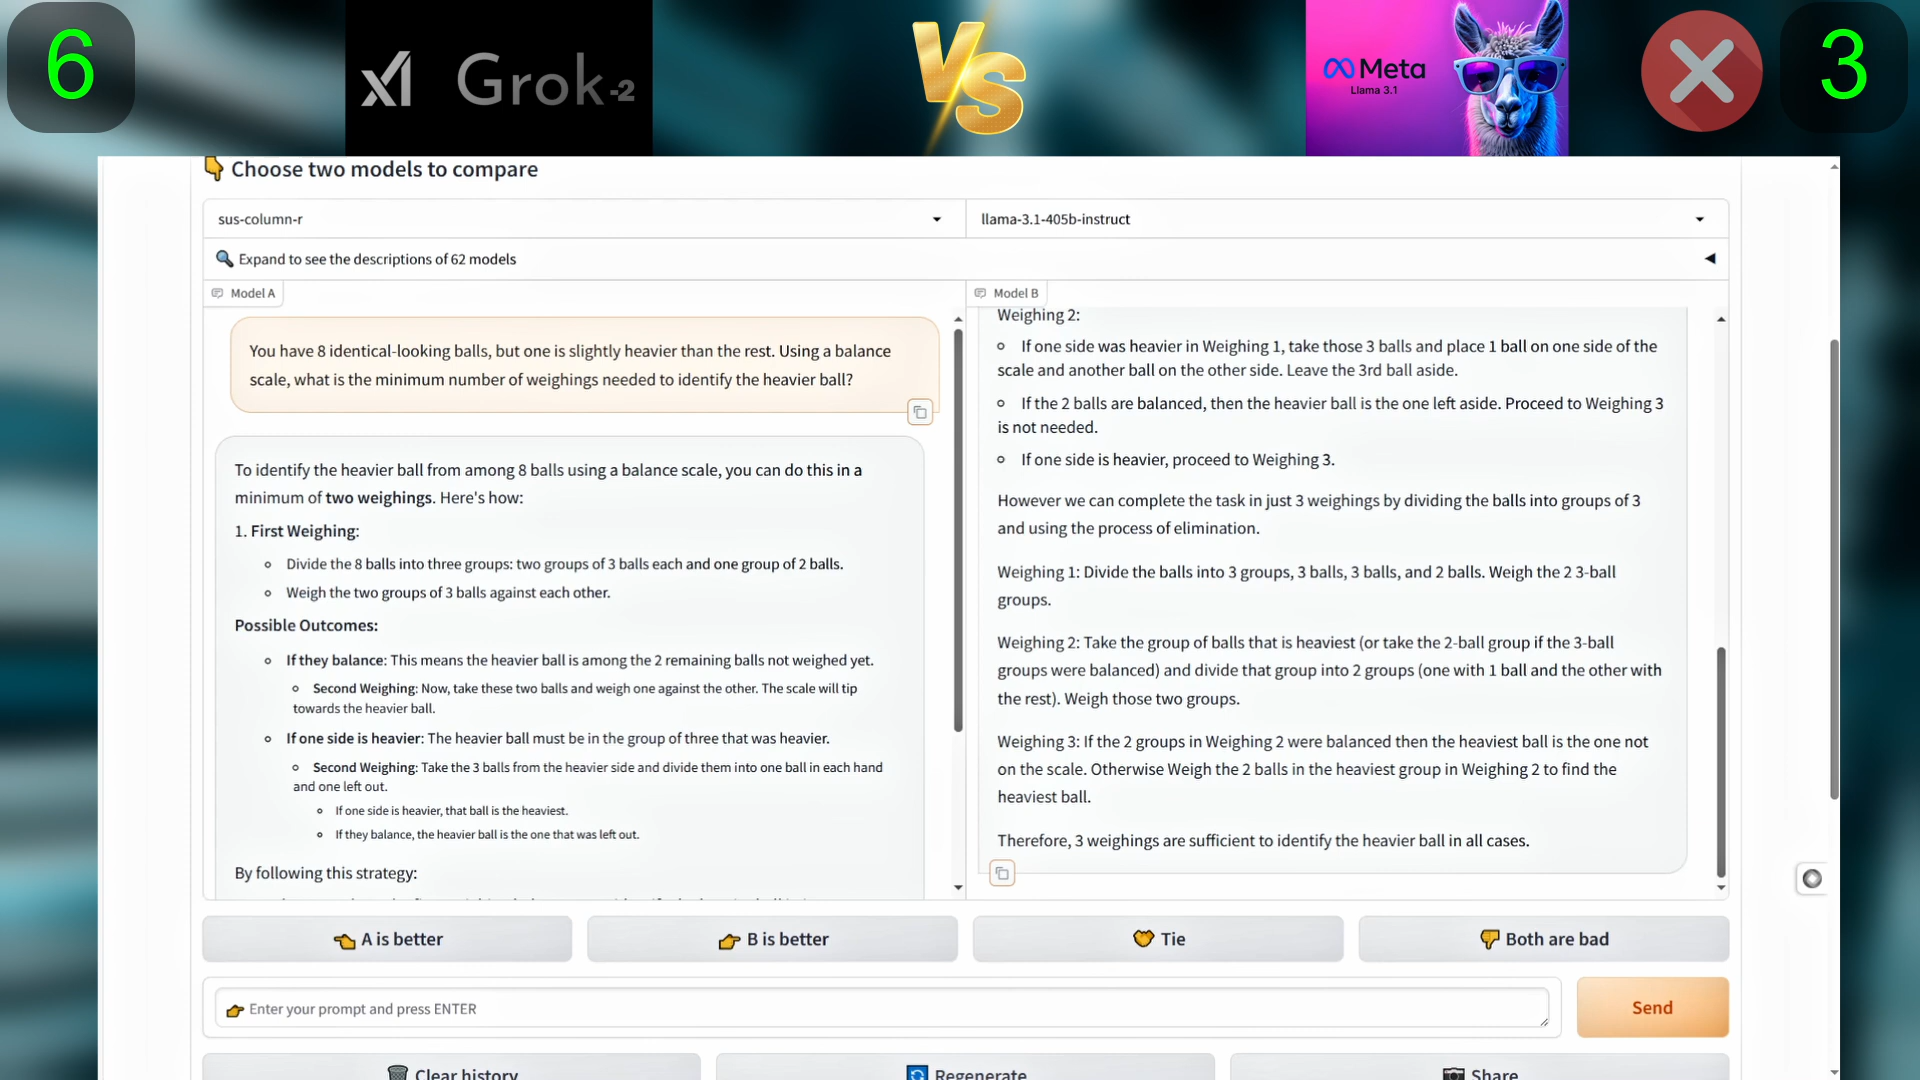 6
xI Grok-2
VS
Meta
Llama 3.1
3
Choose two models to compare
sus-column-r
llama-3.1-405b-instruct
Expand to see the descriptions of 62 models
Model A
You have 8 identical-looking balls, but one is slightly heavier than the rest. Using a balance
scale, what is the minimum number of weighings needed to identify the heavier ball?
To identify the heavier ball from among 8 balls using a balance scale, you can do this in a
minimum of two weighings. Here's how:
1. First Weighing:
Divide the 8 balls into three groups: two groups of 3 balls each and one group of 2 balls.
Weigh the two groups of 3 balls against each other.
Possible Outcomes:
If they balance: This means the heavier ball is among the 2 remaining balls not weighed yet.
Second Weighing: Now, take these two balls and weigh one against the other. The scale will tip
towards the heavier ball.
If one side is heavier: The heavier ball must be in the group of three that was heavier.
Second Weighing: Take the 3 balls from the heavier side and divide them into one ball in each hand
and one left out.
If one side is heavier, that ball is the heaviest.
If they balance, the heavier ball is the one that was left out.
By following this strategy:
Model B
Weighing 2:
If one side was heavier in Weighing 1, take those 3 balls and place 1 ball on one side of the
scale and another ball on the other side. Leave the 3rd ball aside.
If the 2 balls are balanced, then the heavier ball is the one left aside. Proceed to Weighing 3
is not needed.
If one side is heavier, proceed to Weighing 3.
However we can complete the task in just 3 weighings by dividing the balls into groups of 3
and using the process of elimination.
Weighing 1: Divide the balls into 3 groups, 3 balls, 3 balls, and 2 balls. Weigh the 2 3-ball
groups.
Weighing 2: Take the group of balls that is heaviest (or take the 2-ball group if the 3-ball
groups were balanced) and divide that group into 2 groups (one with 1 ball and the other with
the rest). Weigh those two groups.
Weighing 3: If the 2 groups in Weighing 2 were balanced then the heaviest ball is the one not
on the scale. Otherwise Weigh the 2 balls in the heaviest group in Weighing 2 to find the
heaviest ball.
Therefore, 3 weighings are sufficient to identify the heavier ball in all cases.
A is better
B is better
Tie
Both are bad
Enter your prompt and press ENTER
Send
Clear history
Regenerate
Share